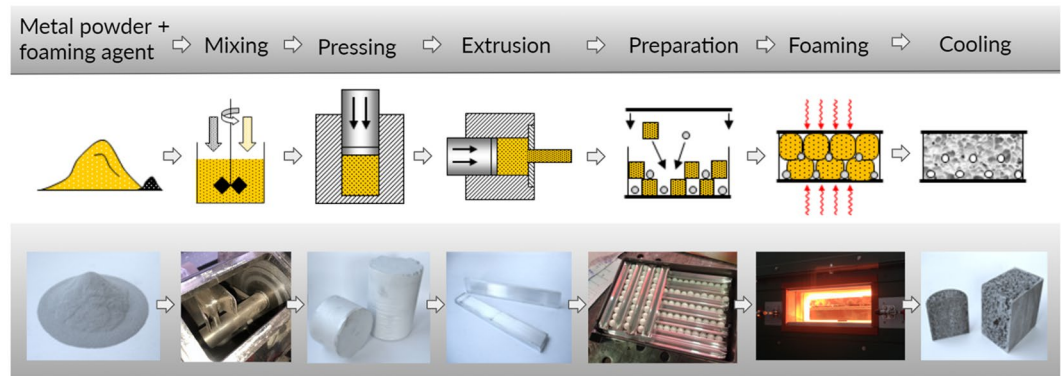 Metal powder +
foaming agent
Mixing
Pressing
Extrusion
Preparation
Foaming
Cooling